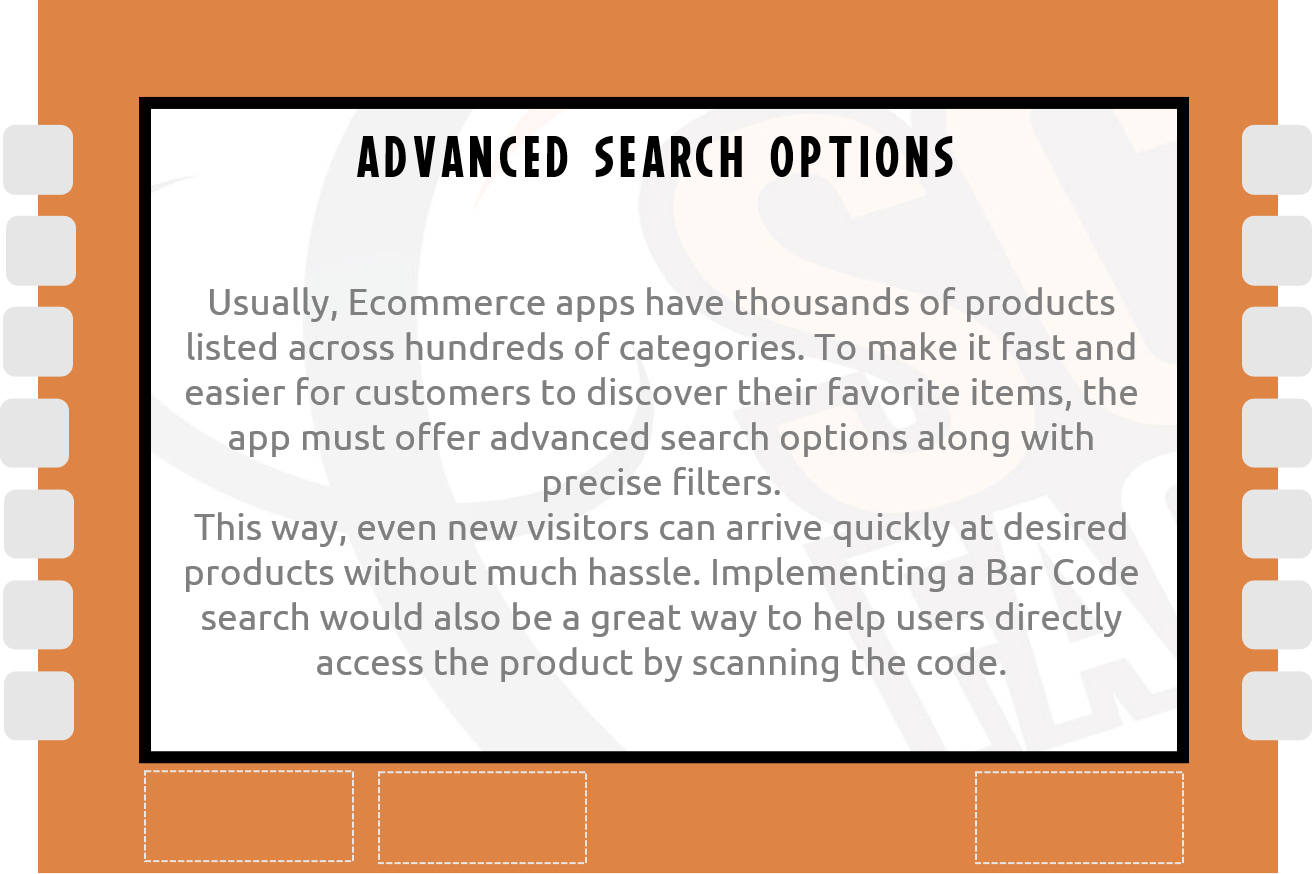 ADVANCED SEARCH OPTIONS
Usually, Ecommerce apps have thousands of products
listed across hundreds of categories. To make it fast and
easier for customers to discover their favorite items, the
app must offer advanced search options along with
precise filters.
This way, even new visitors can arrive quickly at desired
products without much hassle. Implementing a Bar Code
search would also be a great way to help users directly
access the product by scanning the code.